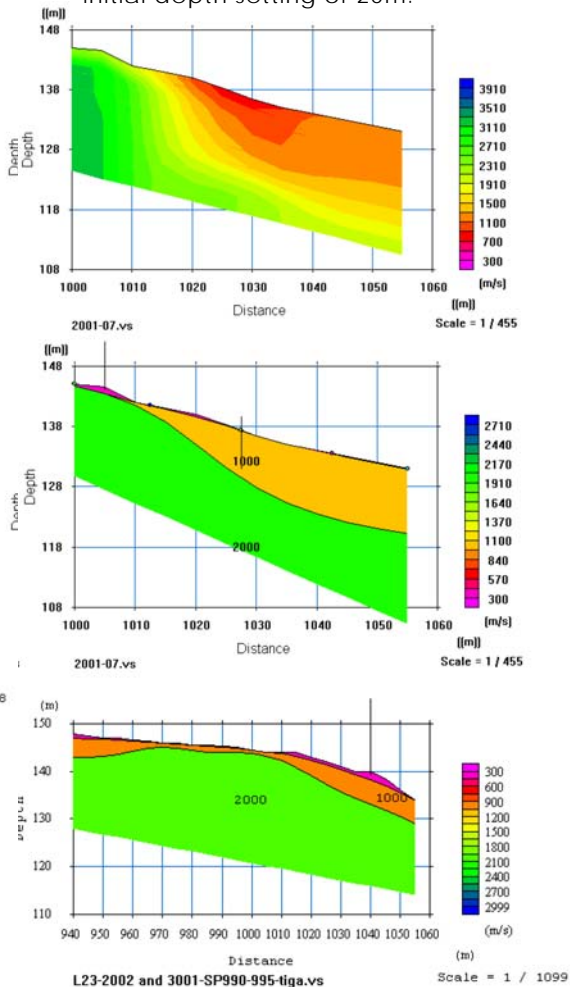 initial depth setting of 20m.
([m])
148
138
128
118
108
Depth
Depth
1000 1010 1020 1030 1040 1050 1060
Distance
2001-07.vs
3910
3510
3110
2710
2310
1910
1500
1100
700
300
[m/s]
([m])
Scale = 1 / 455
([m])
148
138
128
118
108
Depth
Depth
1000
2000
1000 1010 1020 1030 1040 1050 1060
Distance
2001-07.vs
2710
2440
2170
1910
1640
1370
1100
840
570
300
[m/s]
([m])
Scale = 1 / 455
8
(m)
150
140
130
120
110
Depth
2000
1000
940 950 960 970 980 990 1000 1010 1020 1030 1040 1050 1060
Distance
L23-2002 and 3001-SP990-995-tiga.vs
300
600
900
1200
1500
1800
2100
2400
2700
2999
(m/s)
(m)
Scale = 1 / 1099